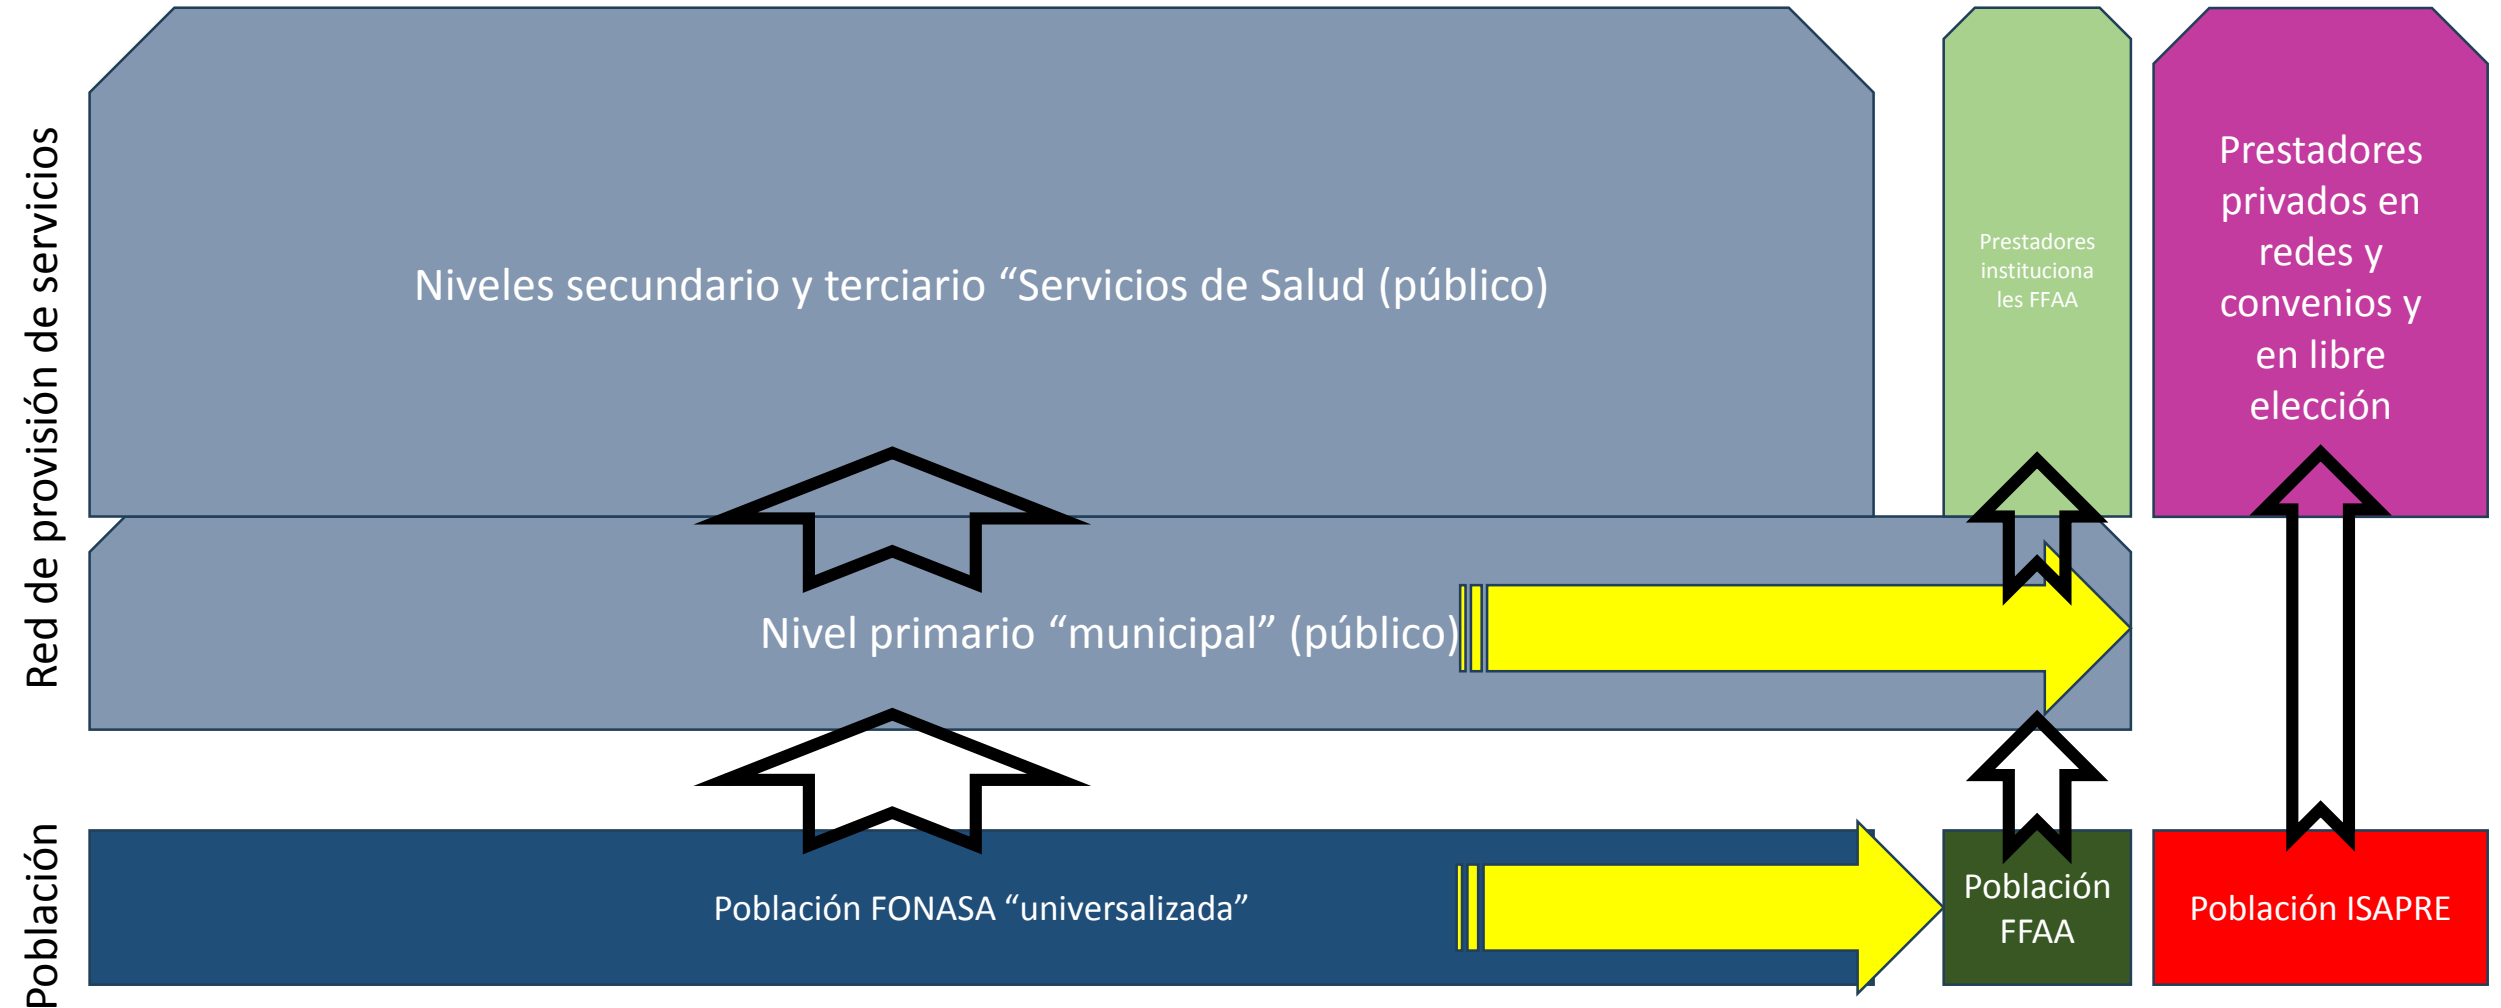 Red de provisión de servicios
Niveles secundario y terciario “Servicios de Salud (público)
Prestadores
instituciona
les FFAA
Prestadores
privados en
redes y
convenios y
en libre
elección
Nivel primario “municipal” (público)
Población
Población FONASA “universalizada”
Población
FFAA
Población ISAPRE